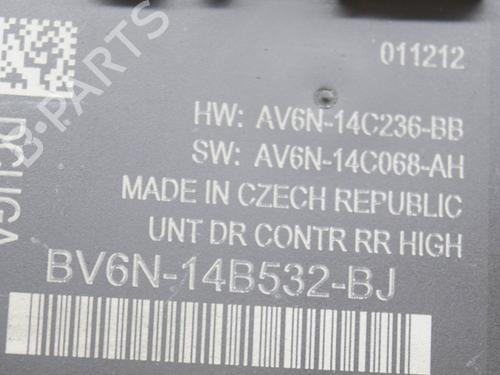 011212
HW: AV6N-14C236-BB
SW: AV6N-14C068-AH
MADE IN CZECH REPUBLIC
UNT DR CONTR RR HIGH
BV6N-14B532-BJ